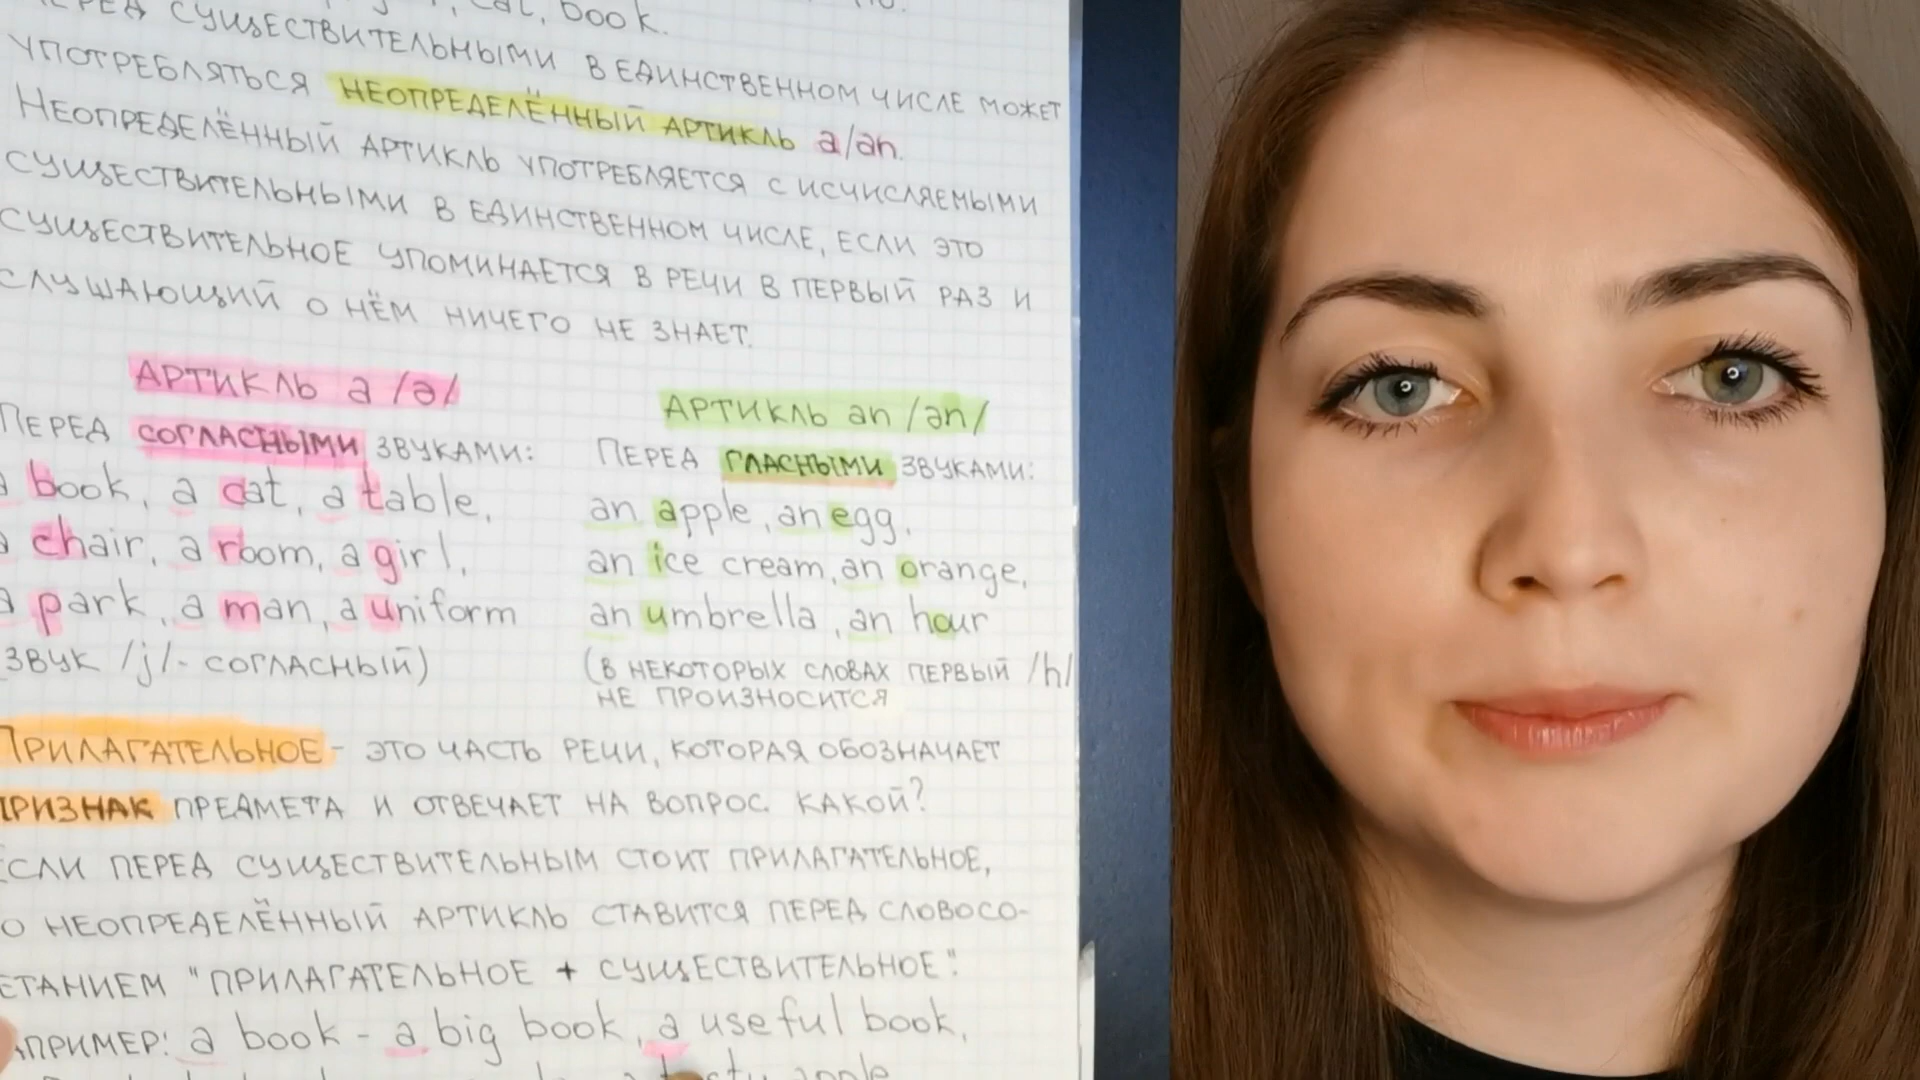 cat, book.
ПЕРЕД СУЩЕСТВИТЕЛЬНЫМИ В ЕДИНСТВЕННОМ ЧИСЛЕ МОЖЕТ
УПОТРЕБЛЯТЬСЯ НЕОПРЕДЕЛЁННЫЙ АРТИКЛЬ a/an.
НЕОПРЕДЕЛЁННЫЙ АРТИКЛЬ УПОТРЕБЛЯЕТСЯ С ИСЧИСЛЯЕМЫМИ
СУЩЕСТВИТЕЛЬНЫМИ В ЕДИНСТВЕННОМ ЧИСЛЕ, ЕСЛИ ЭТО
СУЩЕСТВИТЕЛЬНОЕ УПОМИНАЕТСЯ В РЕЧИ В ПЕРВЫЙ РАЗ И
СЛУШАЮЩИЙ О НЁМ НИЧЕГО НЕ ЗНАЕТ.
АРТИКЛЬ a /ə/
ПЕРЕД СОГЛАСНЫМИ ЗВУКАМИ:
a book, a cat, a table,
a chair, a room, a girl,
a park, a man, a uniform
ЗВУК /j/- СОГЛАСНЫЙ)
АРТИКЛЬ an /ən/
ПЕРЕД ГЛАСНЫМИ ЗВУКАМИ:
an apple, an egg,
an ice cream, an orange,
an umbrella, an hour
(В НЕКОТОРЫХ СЛОВАХ ПЕРВЫЙ /h/
НЕ ПРОИЗНОСИТСЯ
ПРИЛАГАТЕЛЬНОЕ - ЭТО ЧАСТЬ РЕЧИ, КОТОРАЯ ОБОЗНАЧАЕТ
ПРИЗНАК ПРЕДМЕТА И ОТВЕЧАЕТ НА ВОПРОС КАКОЙ?
ЕСЛИ ПЕРЕД СУЩЕСТВИТЕЛЬНЫМ СТОИТ ПРИЛАГАТЕЛЬНОЕ,
О НЕОПРЕДЕЛЁННЫЙ АРТИКЛЬ СТАВИТСЯ ПЕРЕД СЛОВОСО-
ЕТАНИЕМ "ПРИЛАГАТЕЛЬНОЕ + СУЩЕСТВИТЕЛЬНОЕ".
АПРИМЕР: a book - a big book, a useful book,
apple